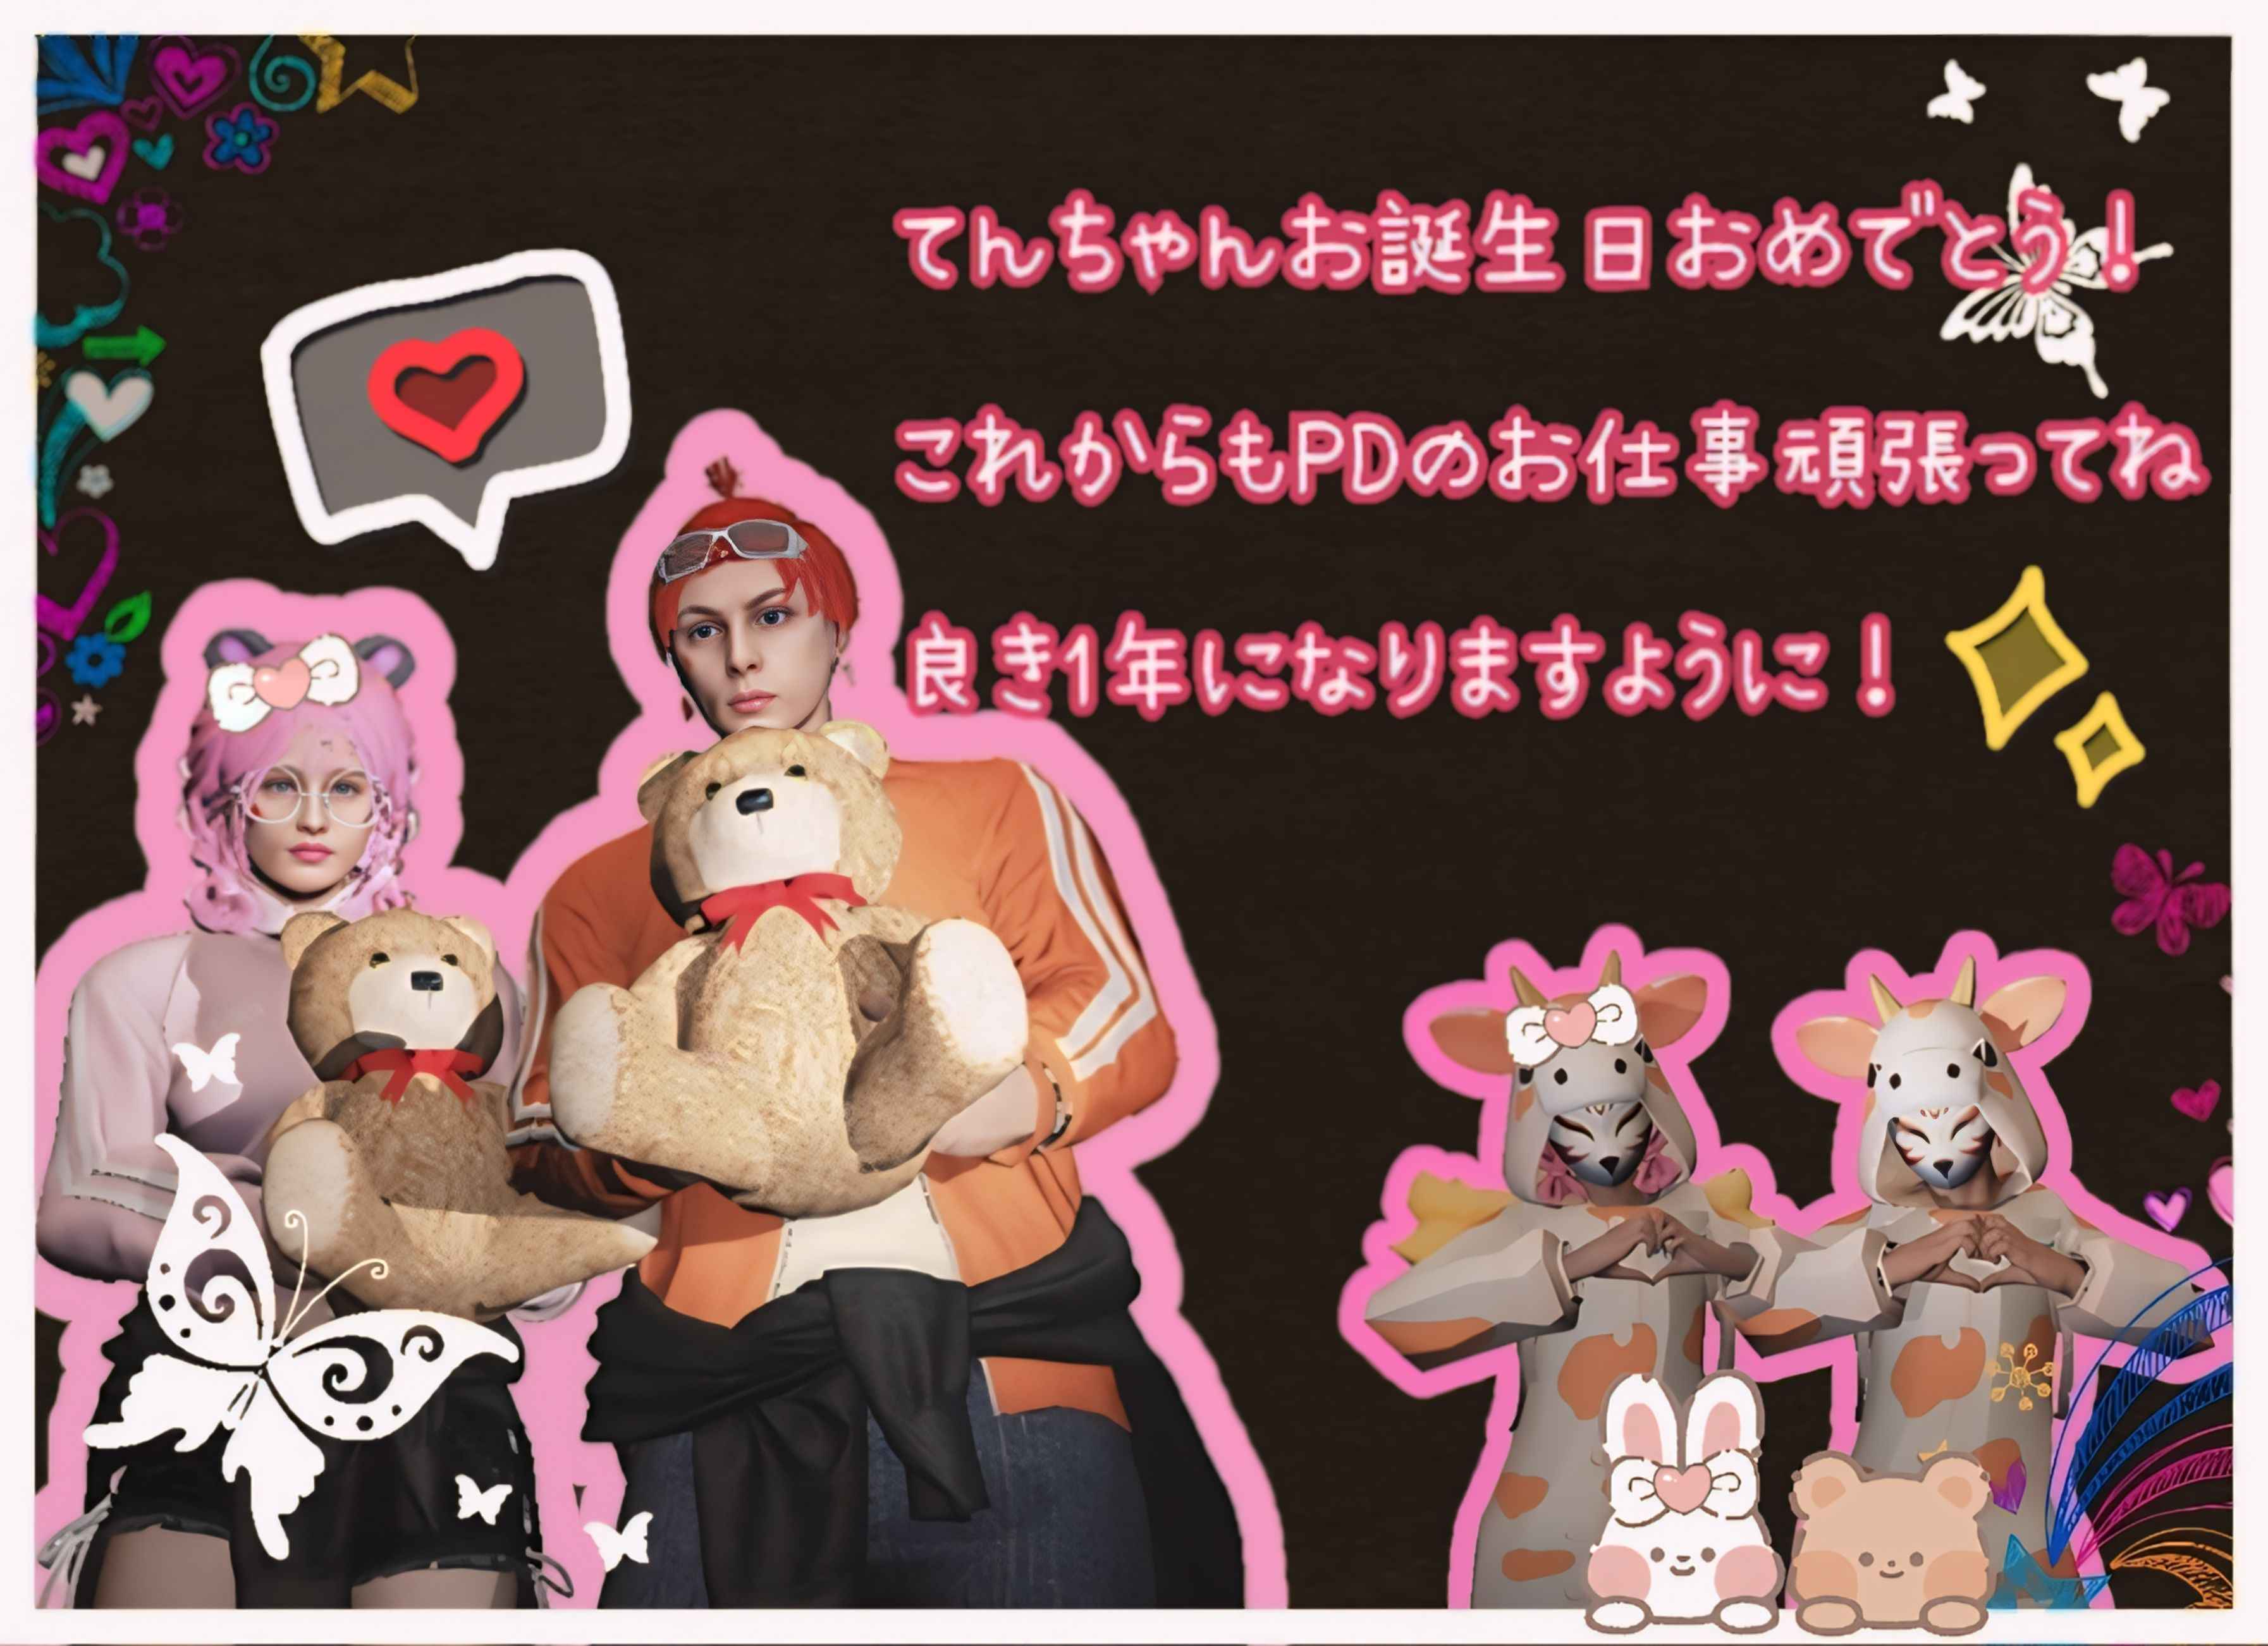 てんちゃんお誕生日おめでとう！
これからもPDのお仕事頑張ってね
良き1年になりますように！